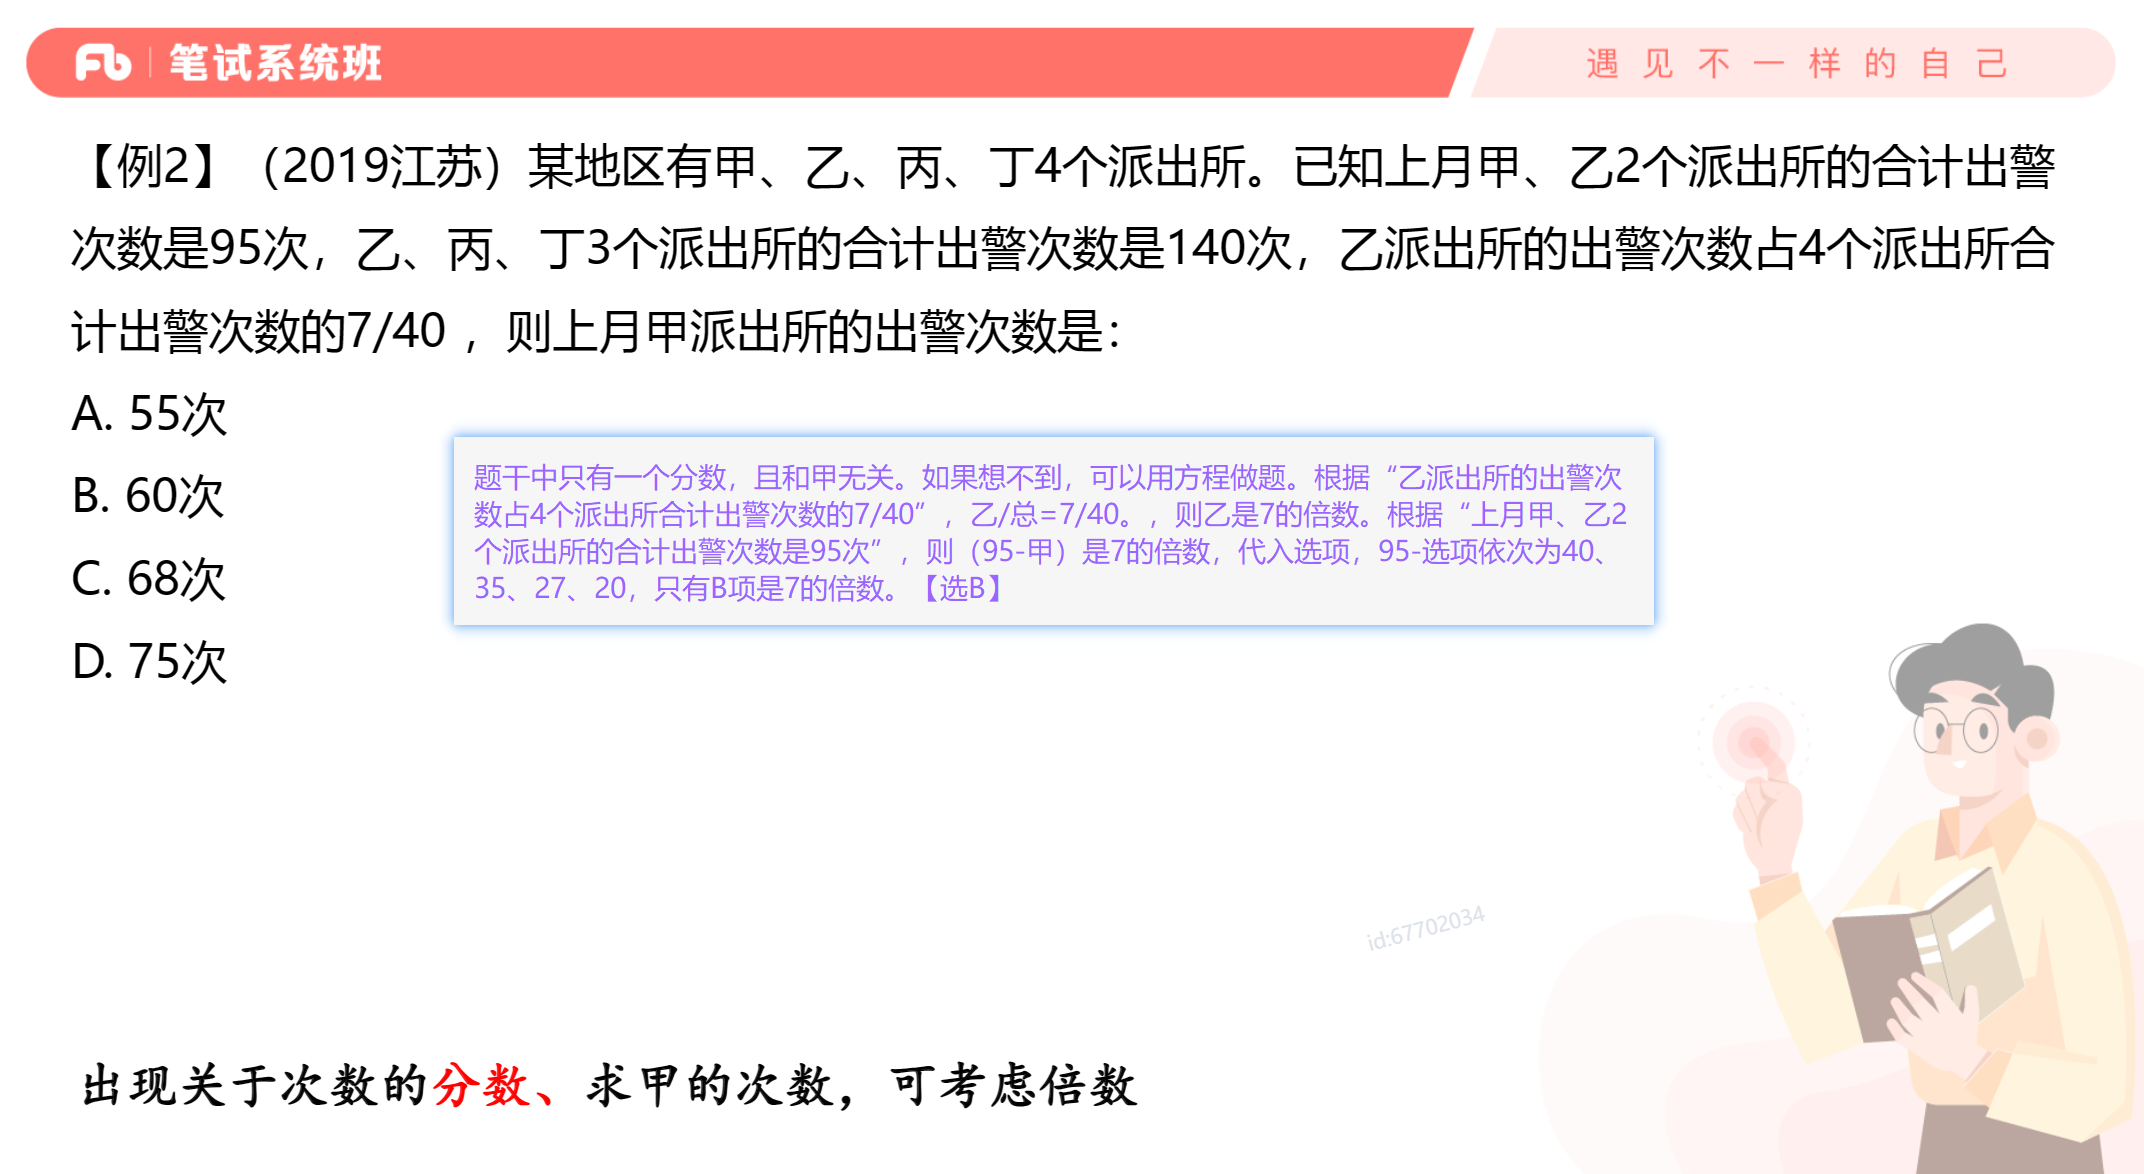 Fb 笔试系统班
遇见不一样的自己
【例2】（2019江苏）某地区有甲、乙、丙、丁4个派出所。已知上月甲、乙2个派出所的合计出警
次数是95次，乙、丙、丁3个派出所的合计出警次数是140次，乙派出所的出警次数占4个派出所合
计出警次数的7/40 ，则上月甲派出所的出警次数是：
A. 55次
B. 60次
C. 68次
D. 75次
题干中只有一个分数，且和甲无关。如果想不到，可以用方程做题。根据“乙派出所的出警次
数占4个派出所合计出警次数的7/40”，乙/总=7/40。，则乙是7的倍数。根据“上月甲、乙2
个派出所的合计出警次数是95次”，则（95-甲）是7的倍数，代入选项，95-选项依次为40、
35、27、20，只有B项是7的倍数。【选B】
id:67702034
出现关于次数的分数、求甲的次数，可考虑倍数